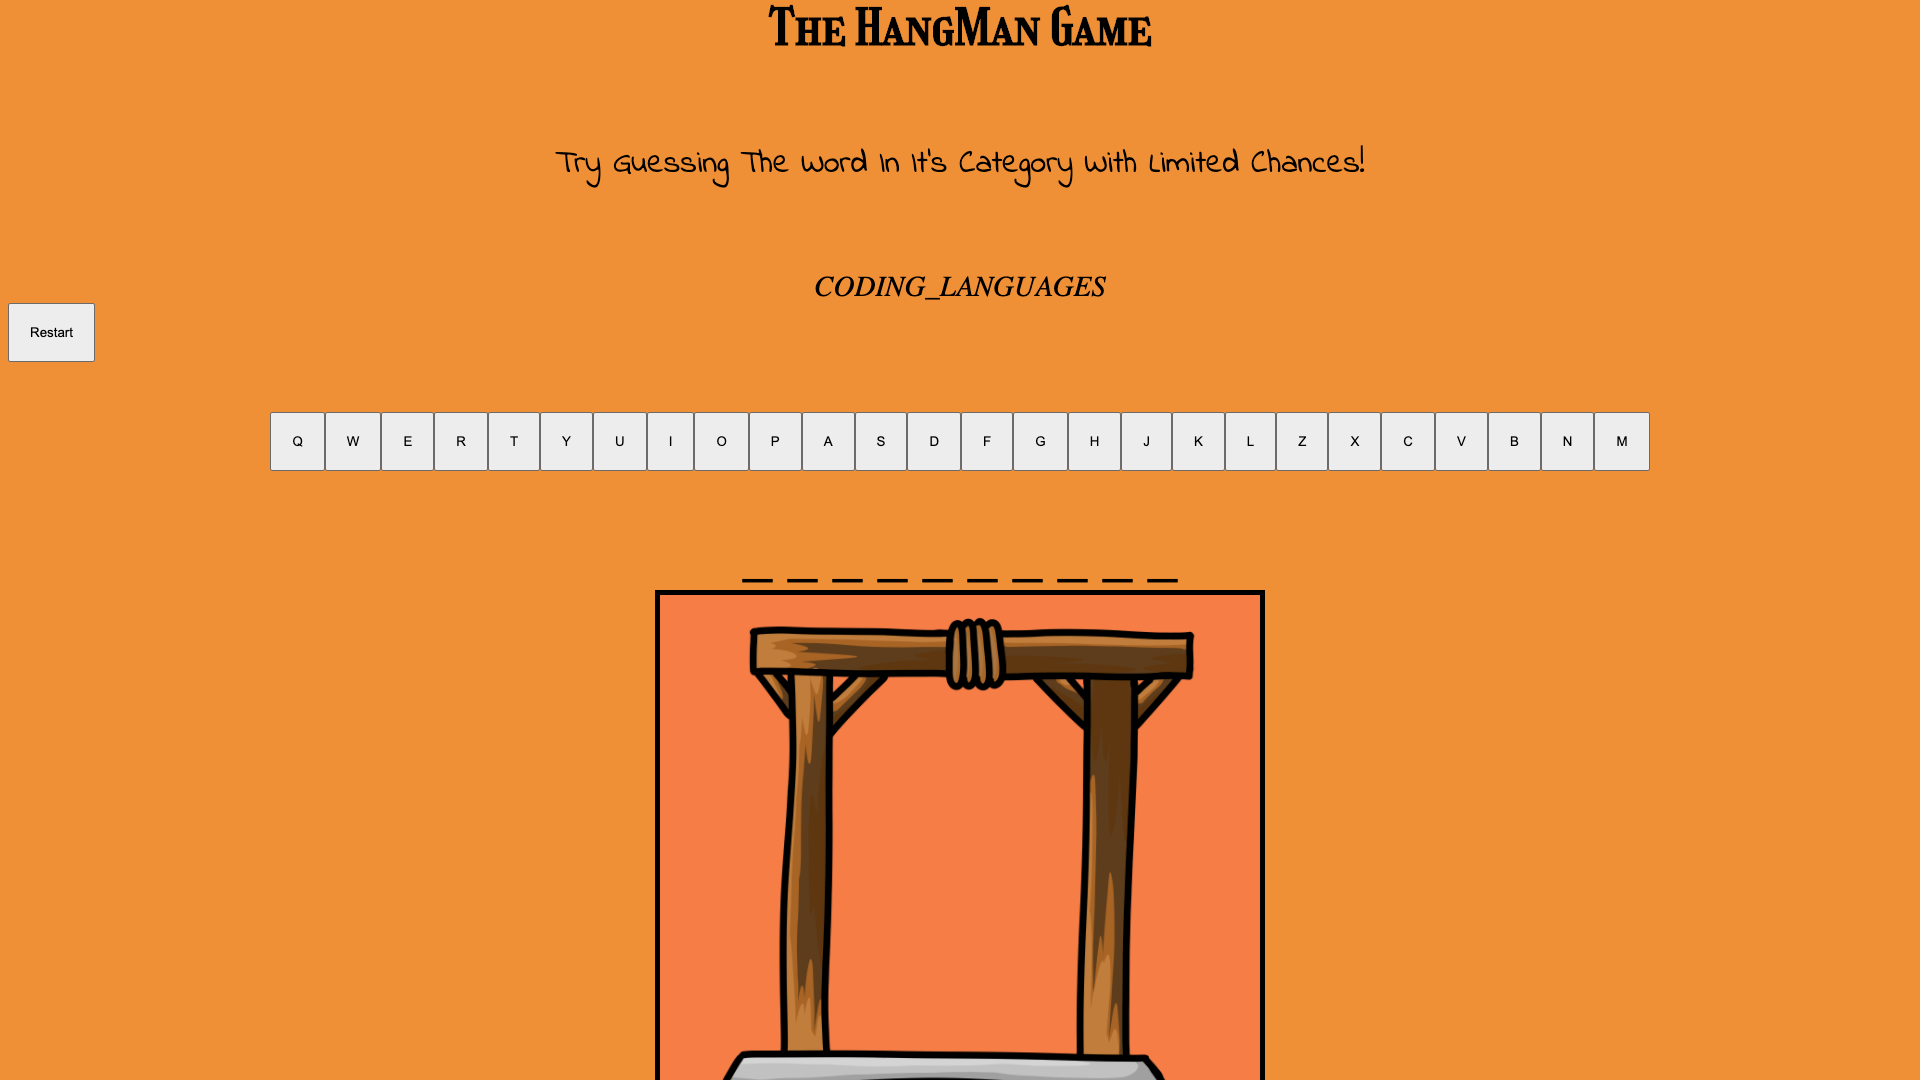 The HangMan Game
Try Guessing The Word In It's Category With Limited Chances!
CODING_LANGUAGES
Restart
Q W E R T Y U I O P A S D F G H J K L Z X C V B N M
_ _ _ _ _ _ _ _ _ _